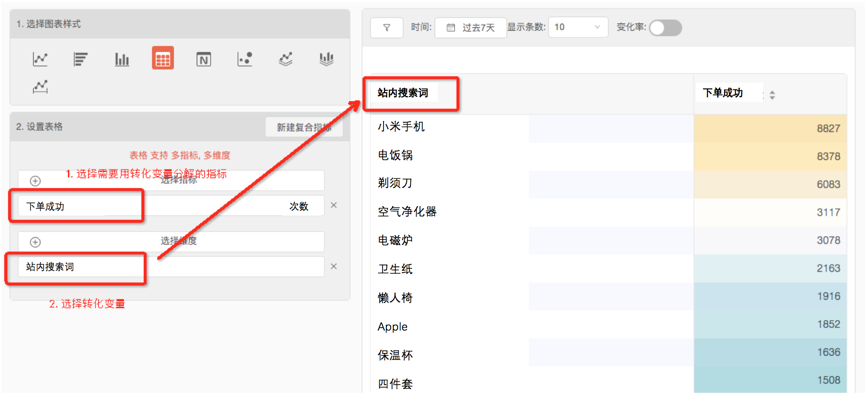 1. 选择图表样式
2. 设置表格
新建复合指标
表格 支持 多指标, 多维度
1. 选择需要用转化变量分解的指标
选择指标
下单成功 次数
选择维度
站内搜索词
2. 选择转化变量
时间: 过去7天 显示条数: 10 变化率:
站内搜索词 下单成功
小米手机 8827
电饭锅 8378
剃须刀 6083
空气净化器 3117
电磁炉 3078
卫生纸 2163
懒人椅 1916
Apple 1852
保温杯 1636
四件套 1508